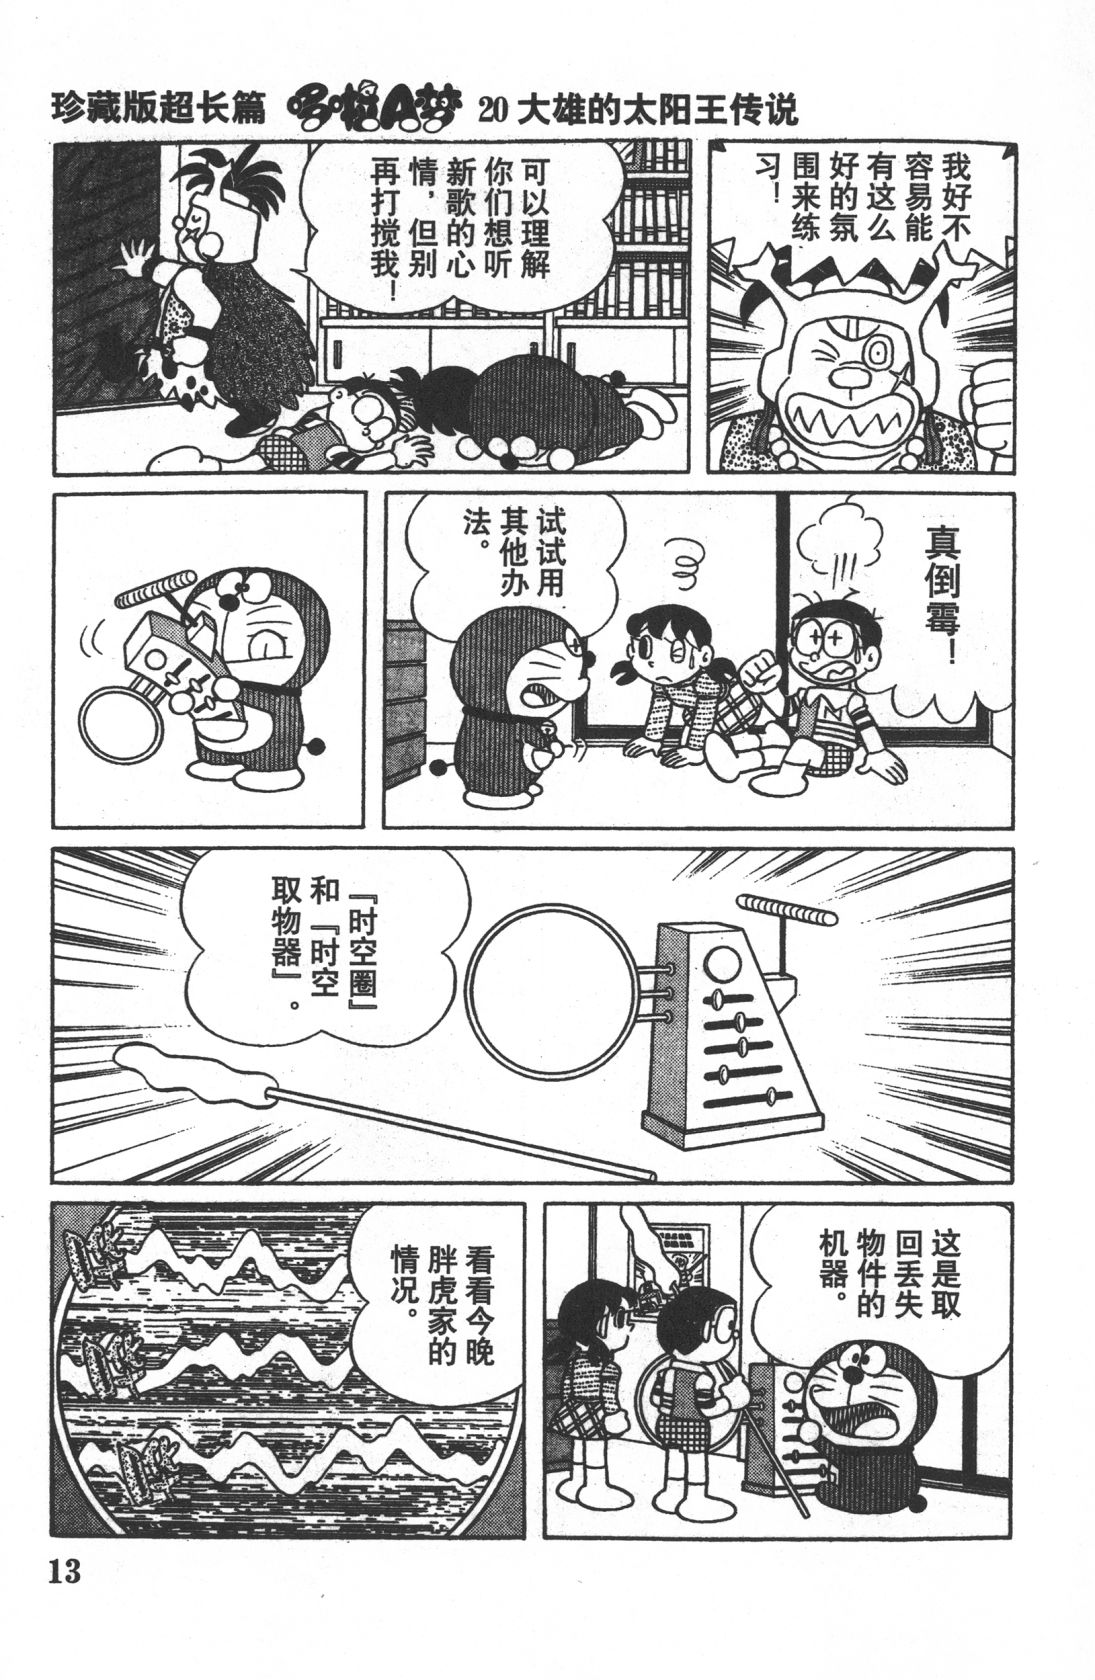 珍藏版超长篇 哆啦A梦 20 大雄的太阳王传说
我好不
容易能
有这么
好的氛
围来练
习！
可以理解
你们想听
新歌的心
情，但别
再打搅我！
真倒霉！
试试用
其他办
法。
『时空圈』
和『时空
取物器』。
这是取
回丢失
物件的
机器。
看看今晚
胖虎家的
情况。
13